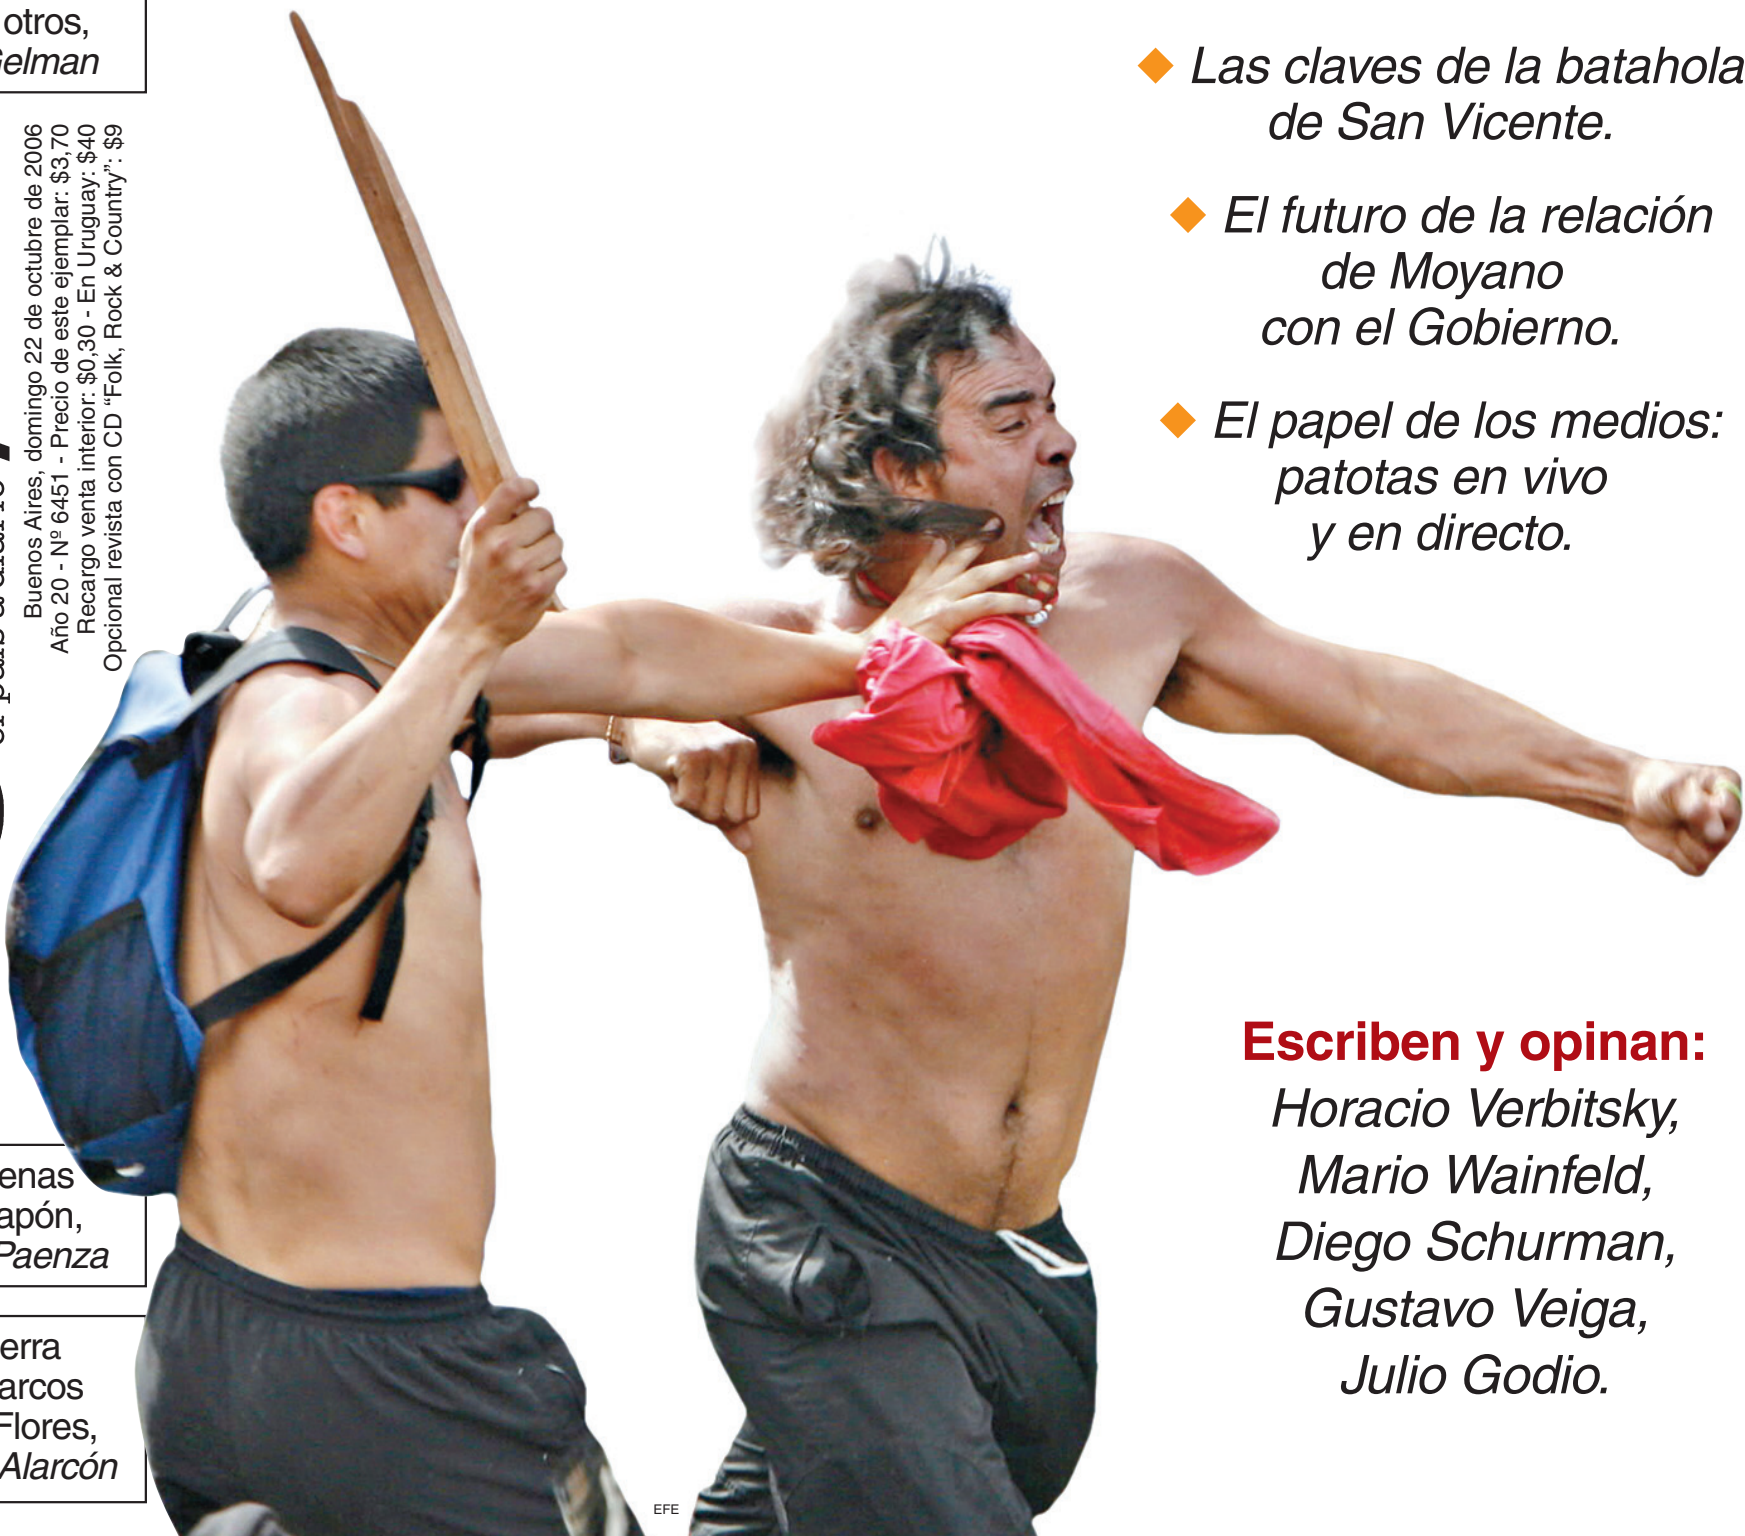 otros,
Gelman
Buenos Aires, domingo 22 de octubre de 2006
Año 20 - Nº 6451 - Precio de este ejemplar: $3,70
Recargo venta interior: $0,30 - En Uruguay: $40
Opcional revista con CD “Folk, Rock & Country”: $9
◆ Las claves de la batahola
de San Vicente.
◆ El futuro de la relación
de Moyano
con el Gobierno.
◆ El papel de los medios:
patotas en vivo
y en directo.
Escriben y opinan:
Horacio Verbitsky,
Mario Wainfeld,
Diego Schurman,
Gustavo Veiga,
Julio Godio.
enas
apón,
Paenza
erra
arcos
Flores,
Alarcón
EFE